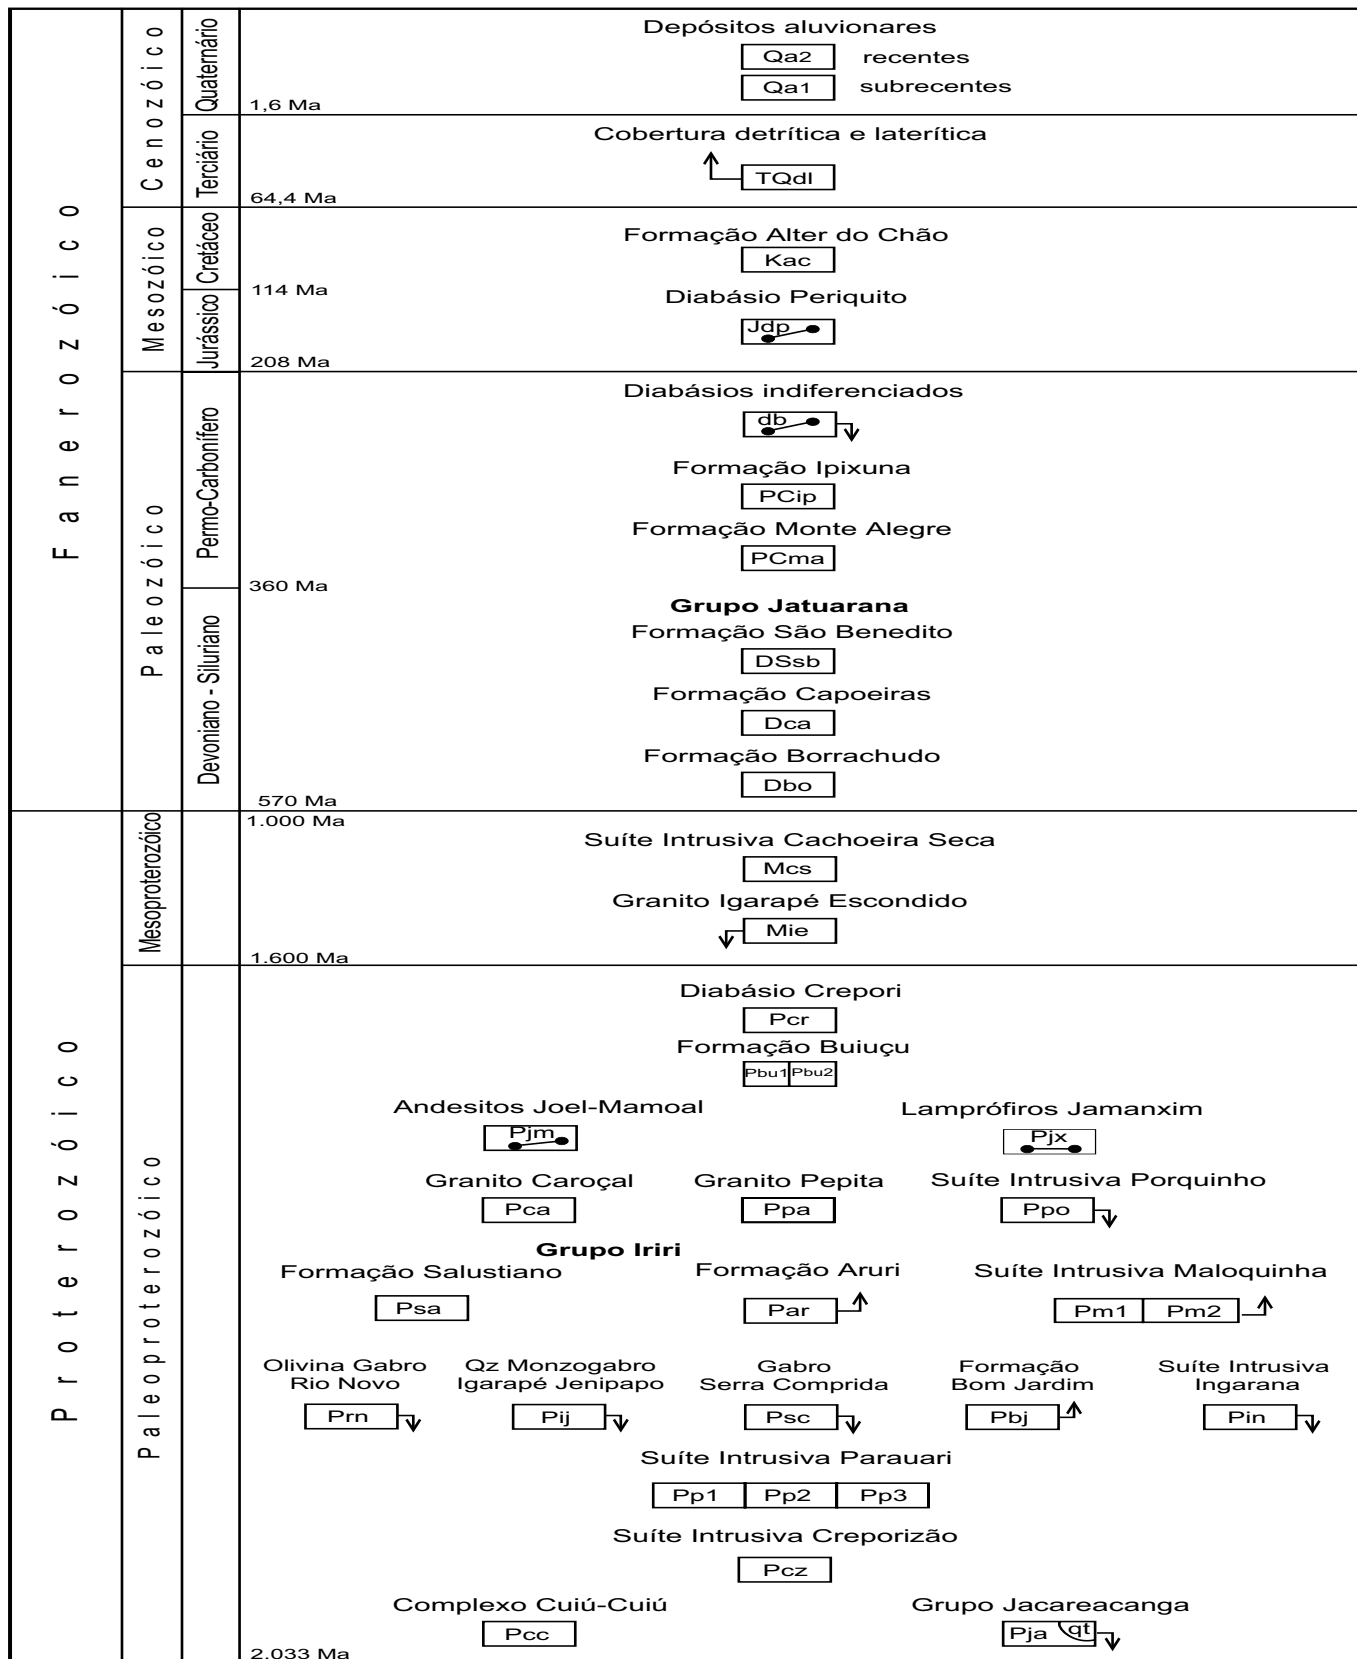 Fanerozóico
Cenozóico
Quaternário
Depósitos aluvionares
Qa2 recentes
Qa1 subrecentes
1,6 Ma
Terciário
Cobertura detrítica e laterítica
TQdl
64,4 Ma
Mesozóico
Cretáceo
Formação Alter do Chão
Kac
114 Ma
Jurássico
Diabásio Periquito
Jdp
208 Ma
Paleozóico
Permo-Carbonífero
Diabásios indiferenciados
db
Formação Ipixuna
PCip
Formação Monte Alegre
PCma
360 Ma
Devoniano - Siluriano
Grupo Jatuarana
Formação São Benedito
DSsb
Formação Capoeiras
Dca
Formação Borrachudo
Dbo
570 Ma
Proterozóico
Mesoproterozóico
1.000 Ma
Suíte Intrusiva Cachoeira Seca
Mcs
Granito Igarapé Escondido
Mie
1.600 Ma
Paleoproterozóico
Diabásio Crepori
Pcr
Formação Buiuçu
Pbu1 Pbu2
Andesitos Joel-Mamoal
Pjm
Lamprófiros Jamanxim
Pjx
Granito Caroçal
Pca
Granito Pepita
Ppa
Suíte Intrusiva Porquinho
Ppo
Grupo Iriri
Formação Salustiano
Psa
Formação Aruri
Par
Suíte Intrusiva Maloquinha
Pm1 Pm2
Olivina Gabro
Rio Novo
Prn
Qz Monzogabro
Igarapé Jenipapo
Pij
Gabro
Serra Comprida
Psc
Formação
Bom Jardim
Pbj
Suíte Intrusiva
Ingarana
Pin
Suíte Intrusiva Parauari
Pp1 Pp2 Pp3
Suíte Intrusiva Creporizão
Pcz
Complexo Cuiú-Cuiú
Pcc
Grupo Jacareacanga
Pja qt
2.033 Ma